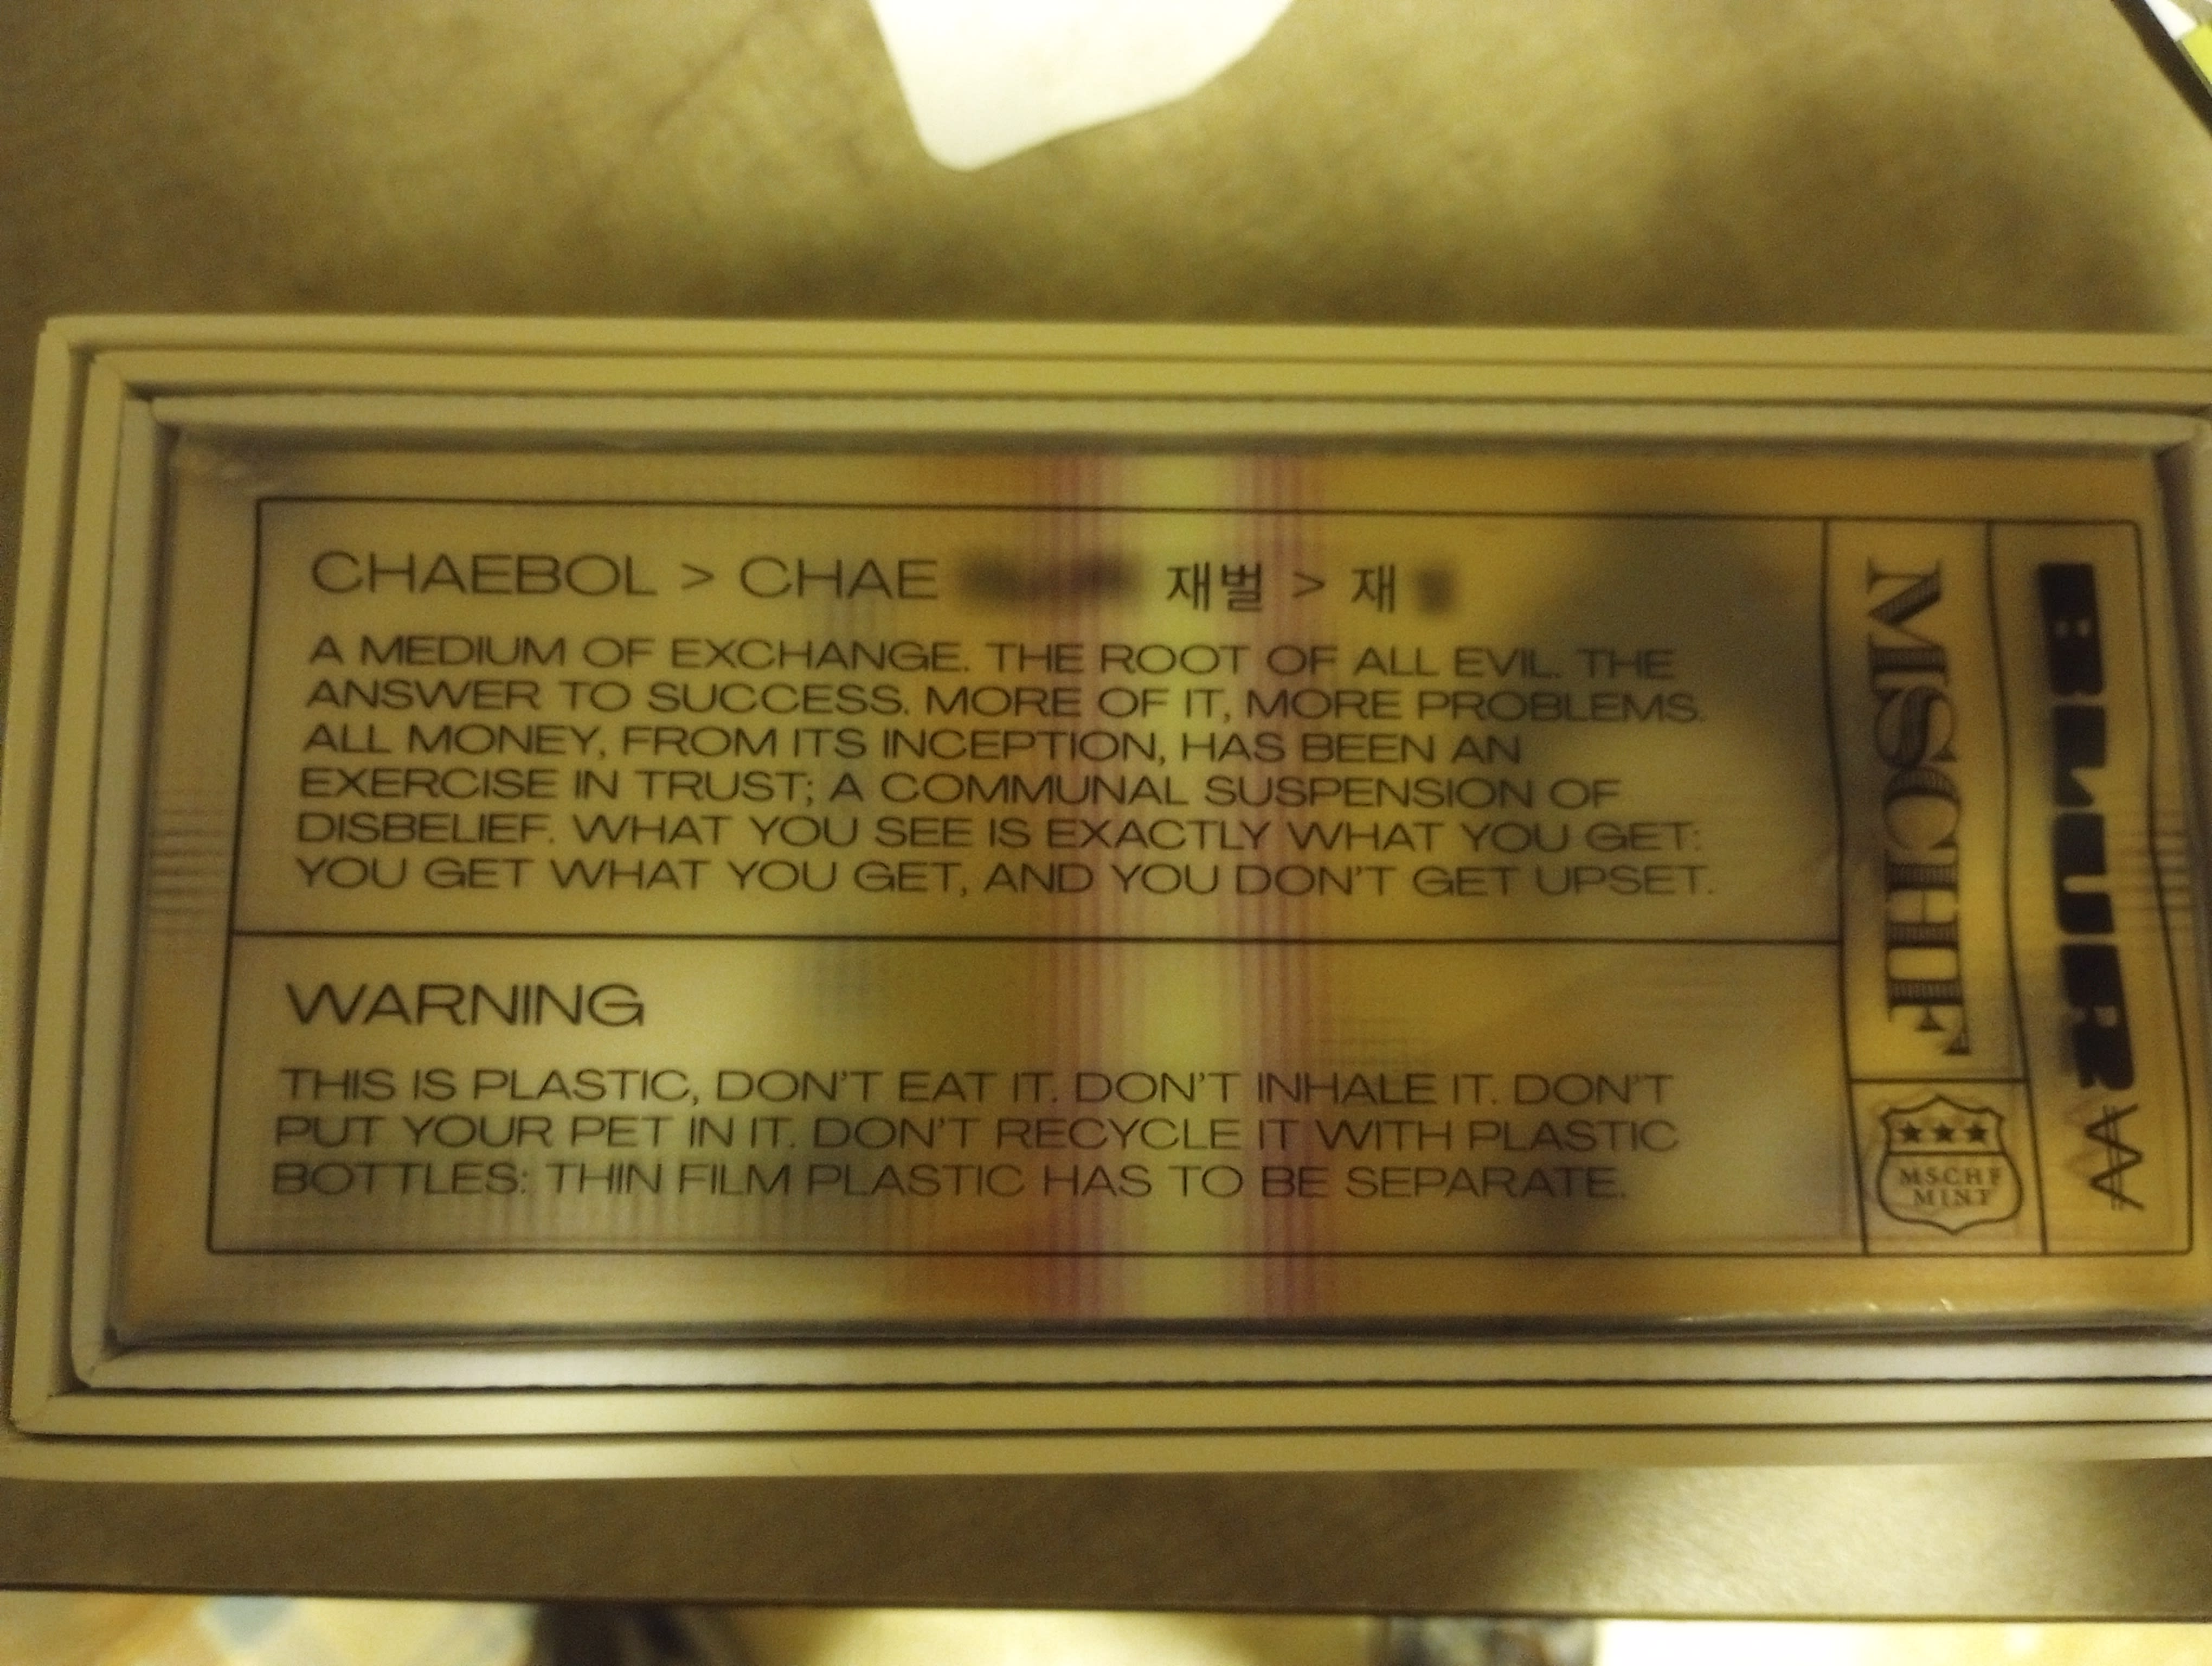 CHAEBOL > CHAE 재벌 > 재
A MEDIUM OF EXCHANGE. THE ROOT OF ALL EVIL. THE
ANSWER TO SUCCESS. MORE OF IT, MORE PROBLEMS.
ALL MONEY, FROM ITS INCEPTION, HAS BEEN AN
EXERCISE IN TRUST; A COMMUNAL SUSPENSION OF
DISBELIEF. WHAT YOU SEE IS EXACTLY WHAT YOU GET:
YOU GET WHAT YOU GET, AND YOU DON'T GET UPSET.
WARNING
THIS IS PLASTIC, DON'T EAT IT. DON'T INHALE IT. DON'T
PUT YOUR PET IN IT. DON'T RECYCLE IT WITH PLASTIC
BOTTLES: THIN FILM PLASTIC HAS TO BE SEPARATE.
MSCHF
MSCHF
MINT
BLUR ₩